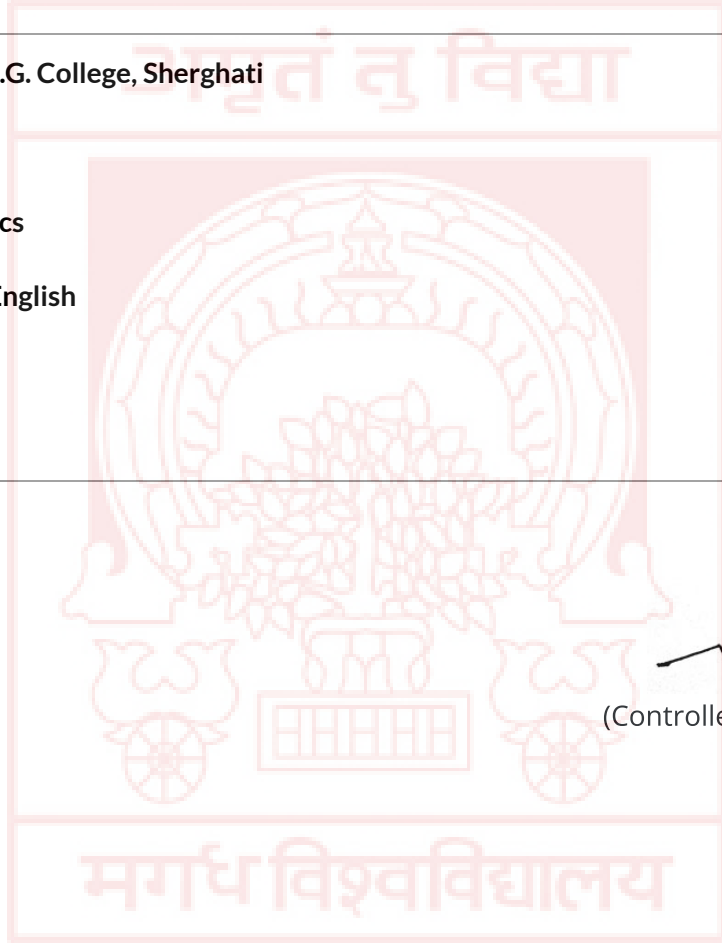 अमृतं तु विद्या
.G. College, Sherghati
cs
English
(Controlle
मगध विश्वविद्यालय